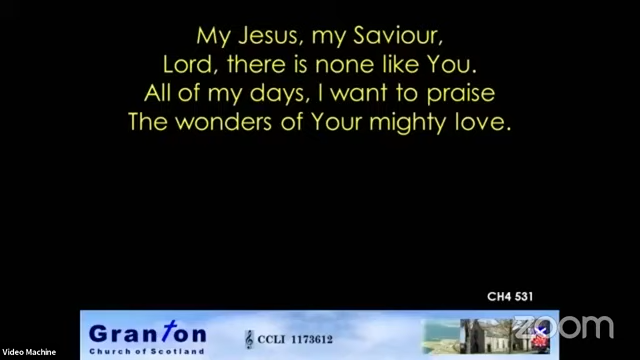 My Jesus, my Saviour,
Lord, there is none like You.
All of my days, I want to praise
The wonders of Your mighty love.
CH4 531
Granton
Church of Scotland
CCLI 1173612
zoom
Video Machine